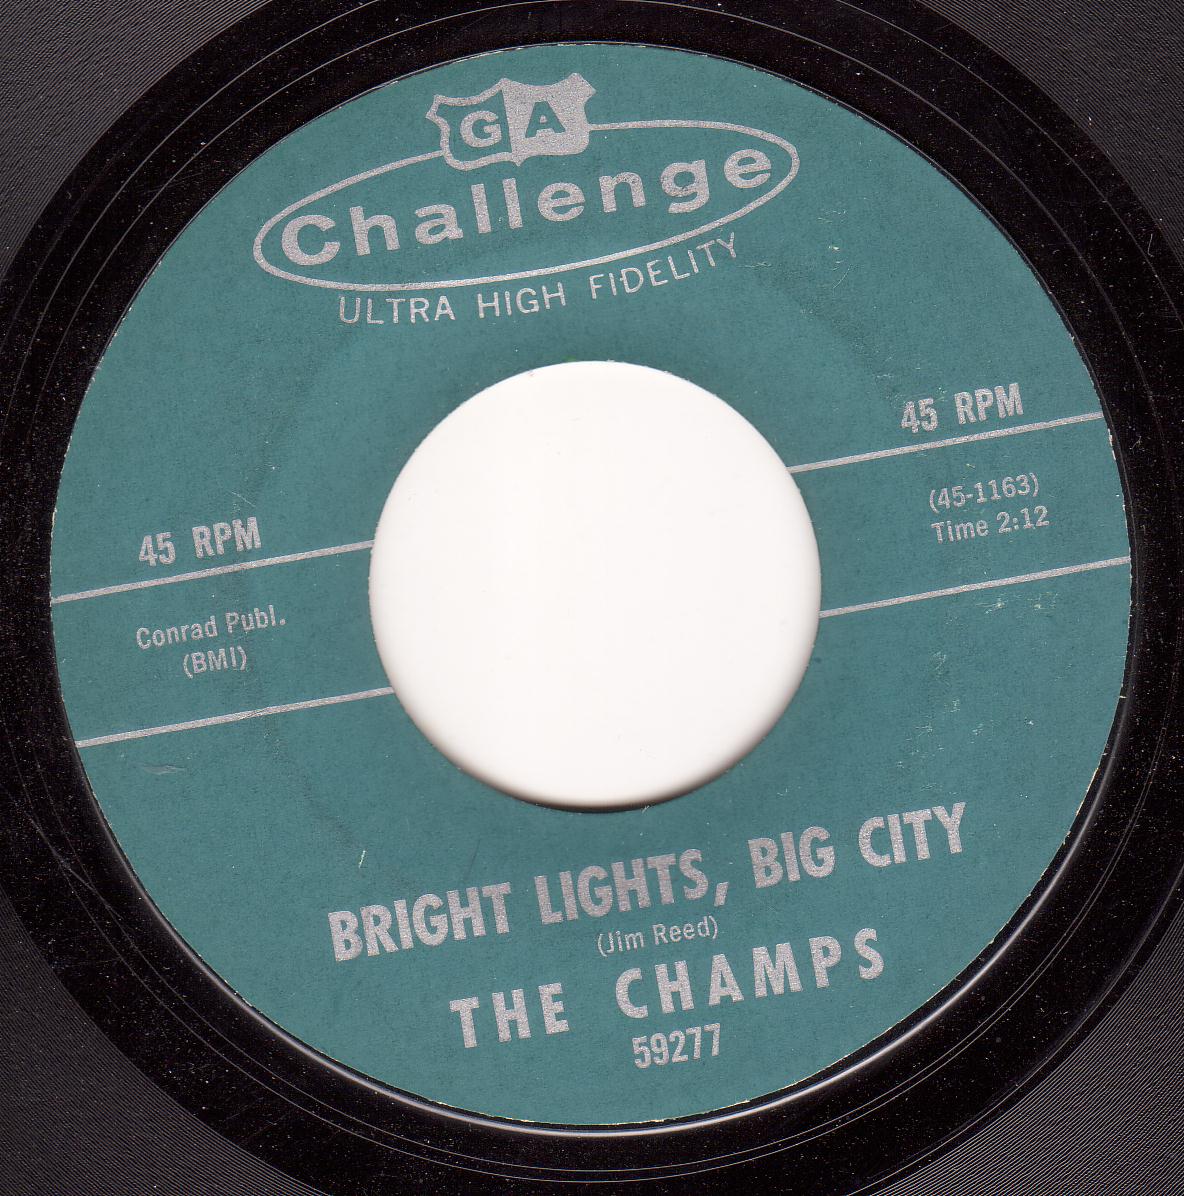 GA
Challenge
ULTRA HIGH FIDELITY
45 RPM
45 RPM
(45-1163)
Time 2:12
Conrad Publ.
(BMI)
BRIGHT LIGHTS, BIG CITY
(Jim Reed)
THE CHAMPS
59277